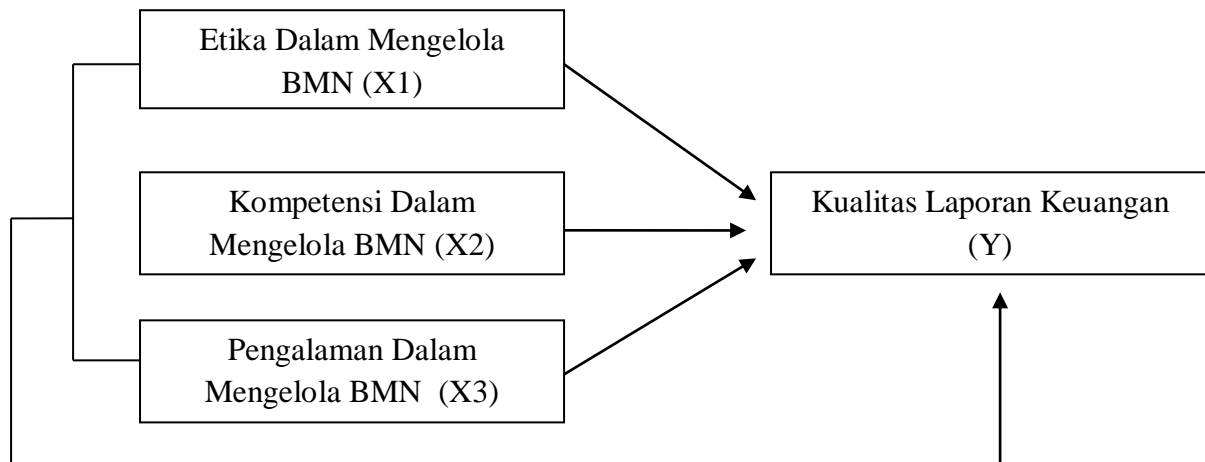 Etika Dalam Mengelola
BMN (X1)
Kompetensi Dalam
Mengelola BMN (X2)
Kualitas Laporan Keuangan
(Y)
Pengalaman Dalam
Mengelola BMN  (X3)